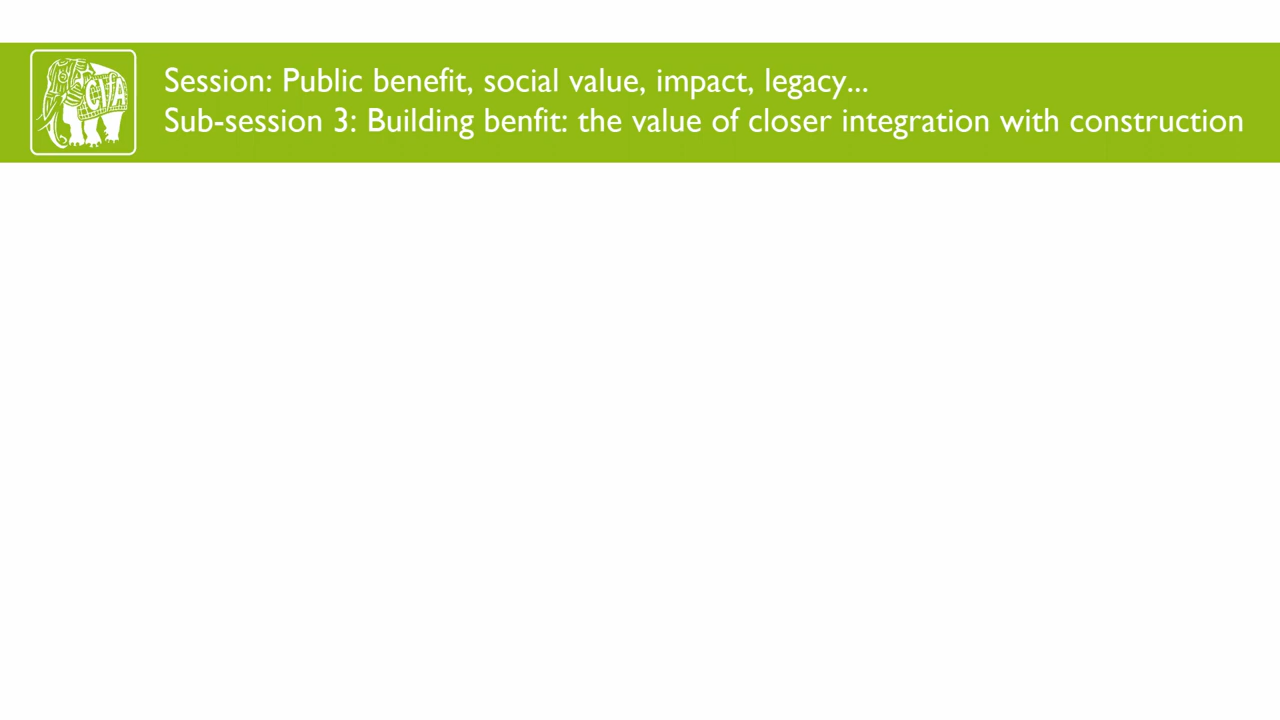 Session: Public benefit, social value, impact, legacy...
Sub-session 3: Building benfit: the value of closer integration with construction
CIfA